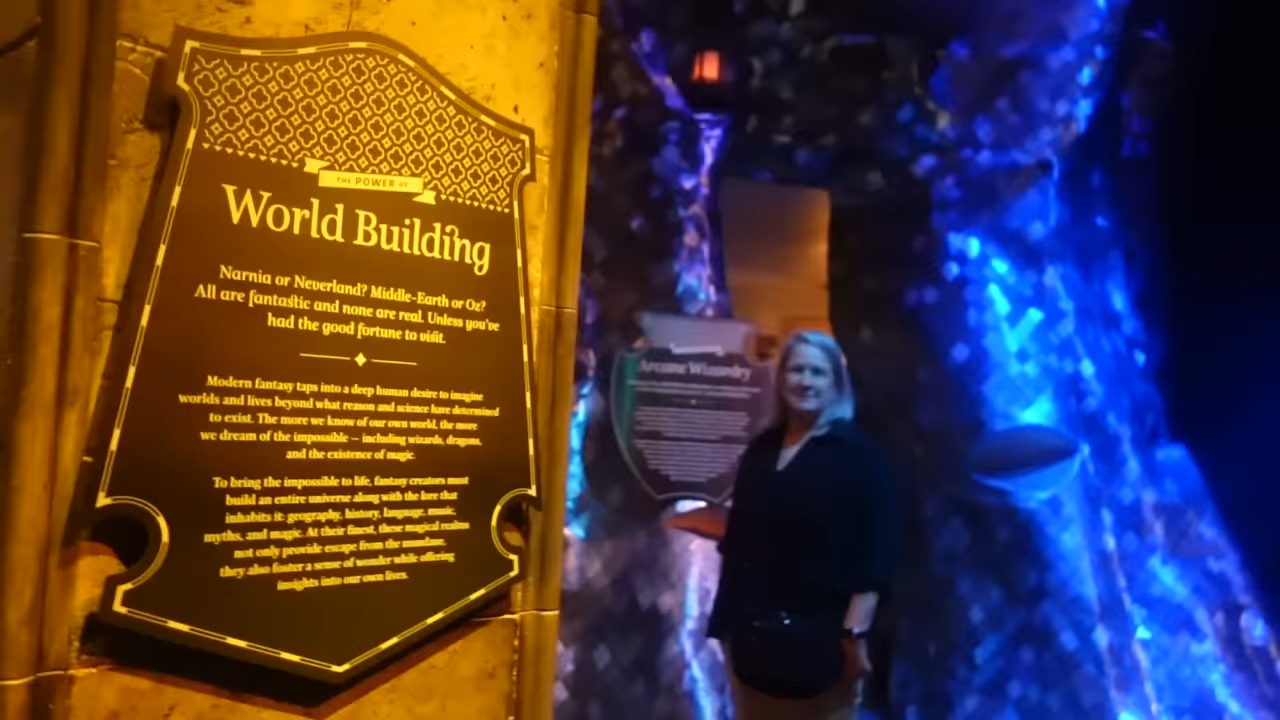 THE POWER OF
World Building
Narnia or Neverland? Middle-Earth or Oz?
All are fantastic and none are real. Unless you've
had the good fortune to visit.
Modern fantasy taps into a deep human desire to imagine
worlds and lives beyond what reason and science have determined
to exist. The more we know of our own world, the more
we dream of the impossible — including wizards, dragons,
and the existence of magic.
To bring the impossible to life, fantasy creators must
build an entire universe along with the lore that
inhabits it: geography, history, language, music,
myths, and magic. At their finest, these magical realms
not only provide escape from the mundane,
they also foster a sense of wonder while offering
insights into our own lives.
Arcane Wizardry